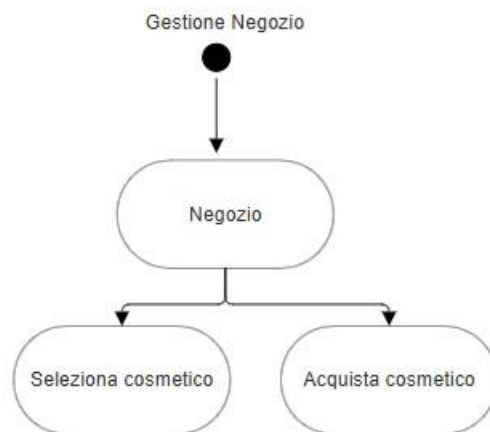 Gestione Negozio
Negozio
Seleziona cosmetico
Acquista cosmetico